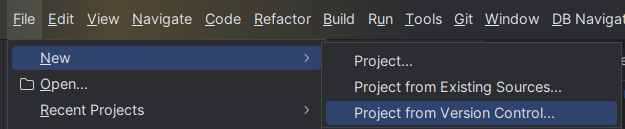 File Edit View Navigate Code Refactor Build Run Tools Git Window DB Navigat
New
Open...
Recent Projects
Project...
Project from Existing Sources...
Project from Version Control...